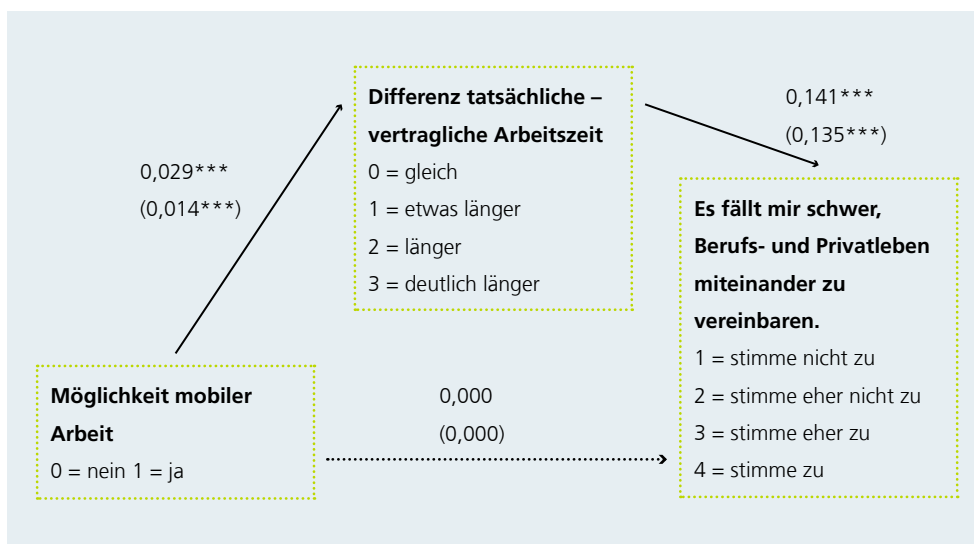 Differenz tatsächliche –
vertragliche Arbeitszeit
0 = gleich
1 = etwas länger
2 = länger
3 = deutlich länger
0,141***
(0,135***)
0,029***
(0,014***)
Es fällt mir schwer,
Berufs- und Privatleben
miteinander zu
vereinbaren.
1 = stimme nicht zu
2 = stimme eher nicht zu
3 = stimme eher zu
4 = stimme zu
Möglichkeit mobiler
Arbeit
0 = nein 1 = ja
0,000
(0,000)